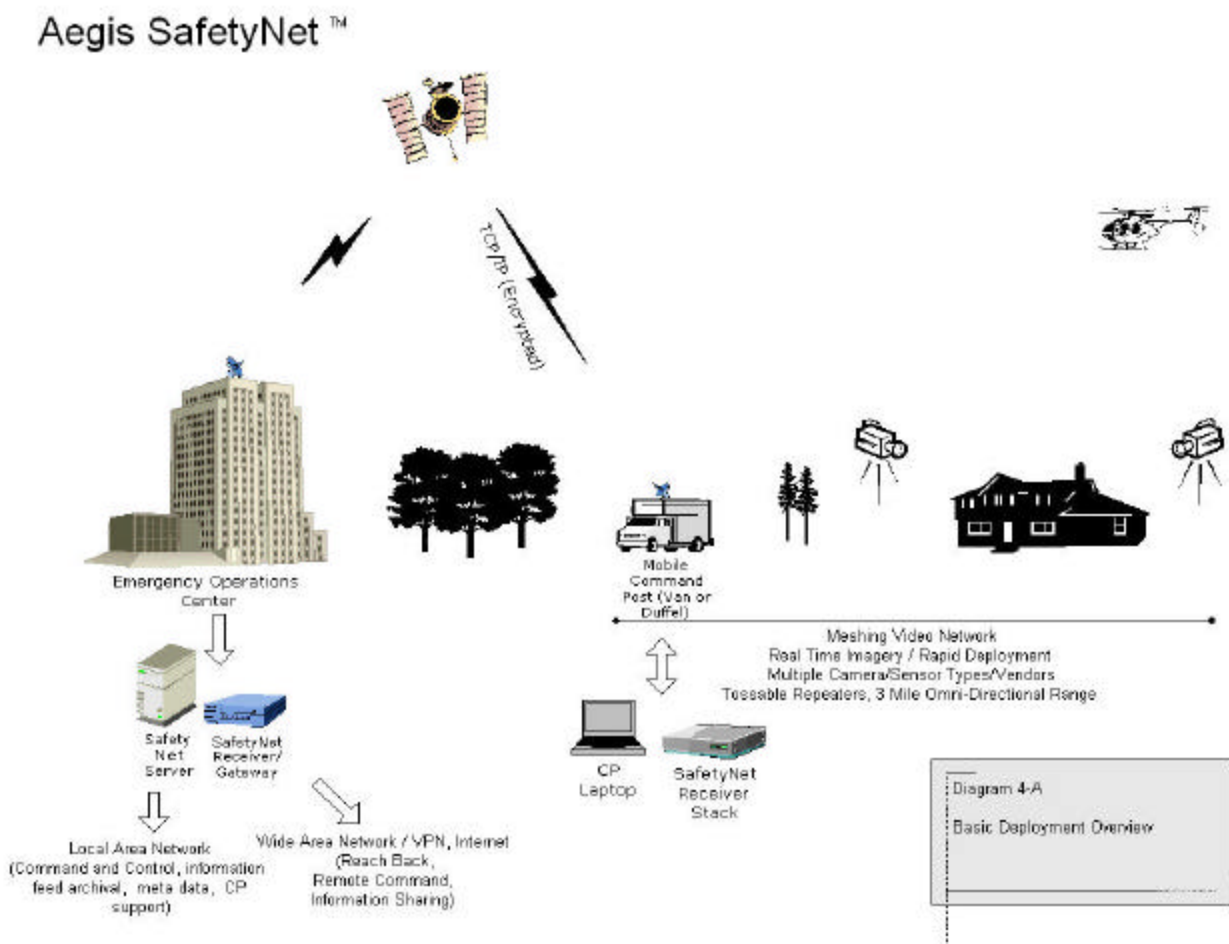 Aegis SafetyNet ™
TCP/IP (Encrypted)
Emergency Operations
Center
Mobile
Command
Post (Van or
Duffel)
Meshing Video Network
Real Time Imagery / Rapid Deployment
Multiple Camera/Sensor Types/Vendors
Tossable Repeaters, 3 Mile Omni-Directional Range
Safety
Net
Server
SafetyNet
Receiver/
Gateway
CP
Laptop
SafetyNet
Receiver
Stack
Local Area Network
(Command and Control, information
feed archival, meta data, CP
support)
Wide Area Network / VPN, Internet
(Reach Back,
Remote Command,
Information Sharing)
Diagram 4-A
Basic Deployment Overview